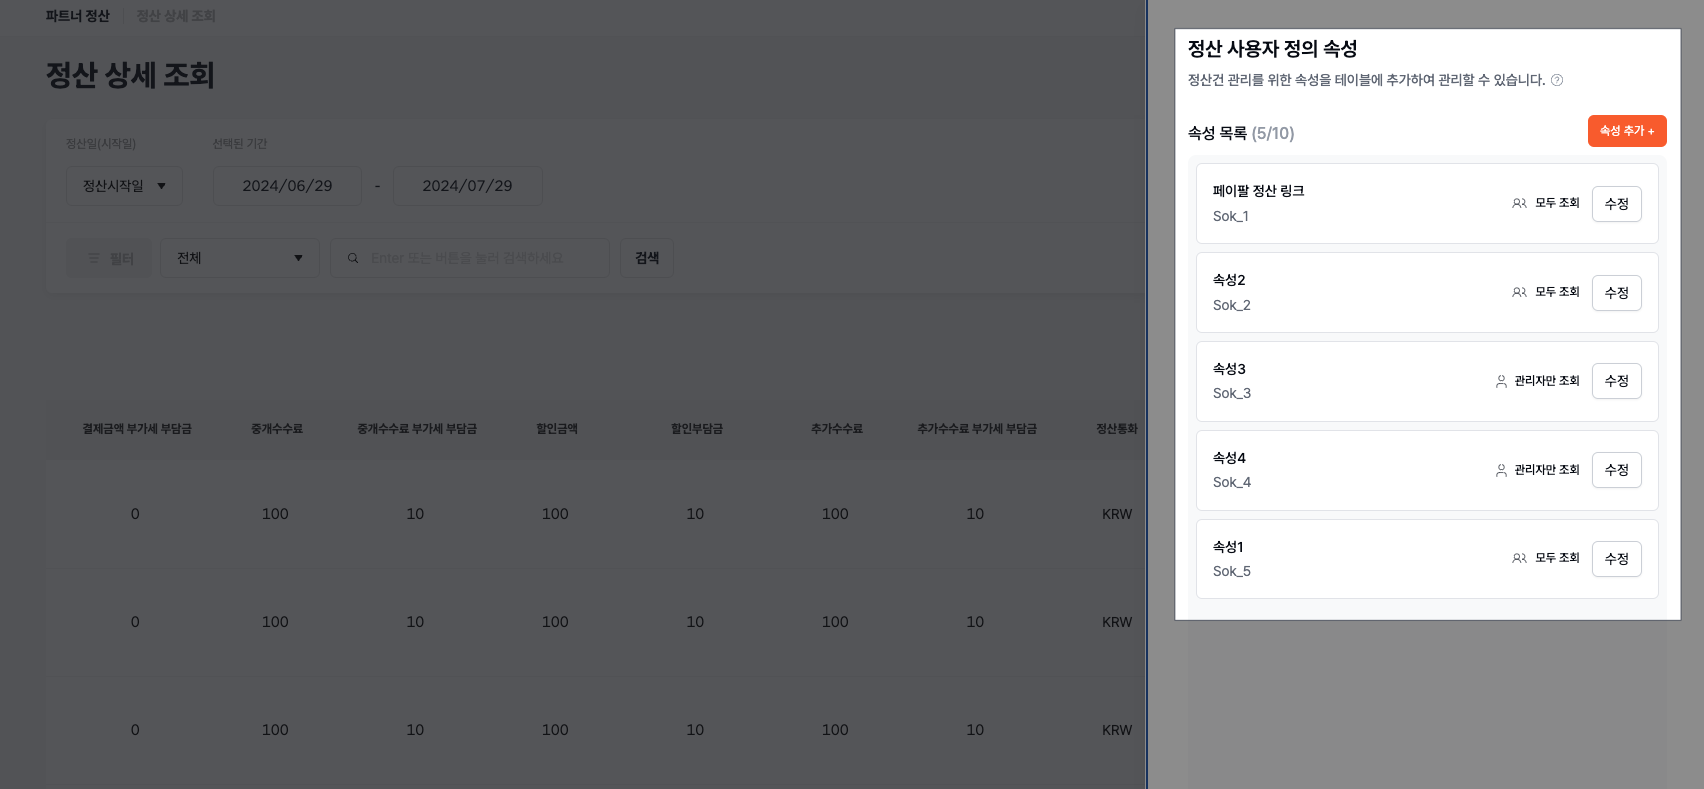 파트너 정산 정산 상세 조회
정산 상세 조회
정산일(시작일) 선택된 기간
정산시작일 2024/06/29 - 2024/07/29
필터 전체 Enter 또는 버튼을 눌러 검색하세요 검색
결제금액 부가세 부담금 중개수수료 중개수수료 부가세 부담금 할인금액 할인부담금 추가수수료 추가수수료 부가세 부담금 정산통화
0 100 10 100 10 100 10 KRW
0 100 10 100 10 100 10 KRW
0 100 10 100 10 100 10 KRW
정산 사용자 정의 속성
정산건 관리를 위한 속성을 테이블에 추가하여 관리할 수 있습니다. ?
속성 목록 (5/10) 속성 추가 +
페이팔 정산 링크
Sok_1
모두 조회 수정
속성2
Sok_2
모두 조회 수정
속성3
Sok_3
관리자만 조회 수정
속성4
Sok_4
관리자만 조회 수정
속성1
Sok_5
모두 조회 수정